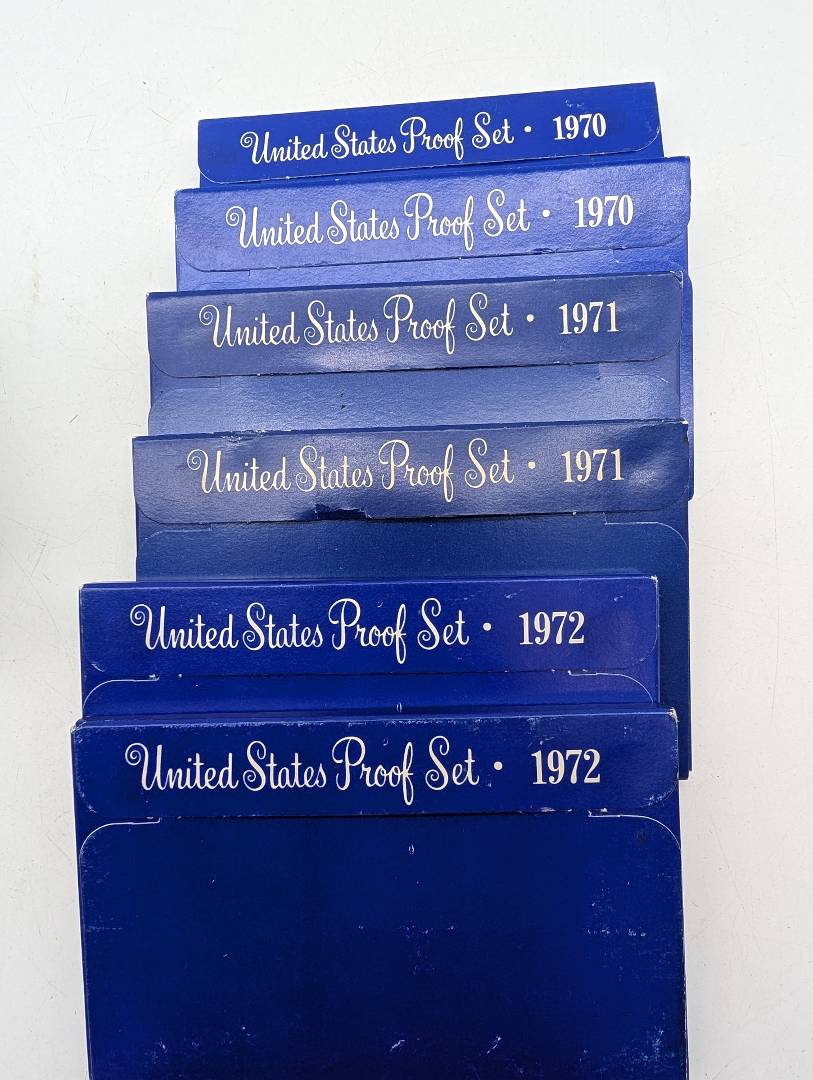 United States Proof Set • 1970
United States Proof Set • 1970
United States Proof Set • 1971
United States Proof Set • 1971
United States Proof Set • 1972
United States Proof Set • 1972